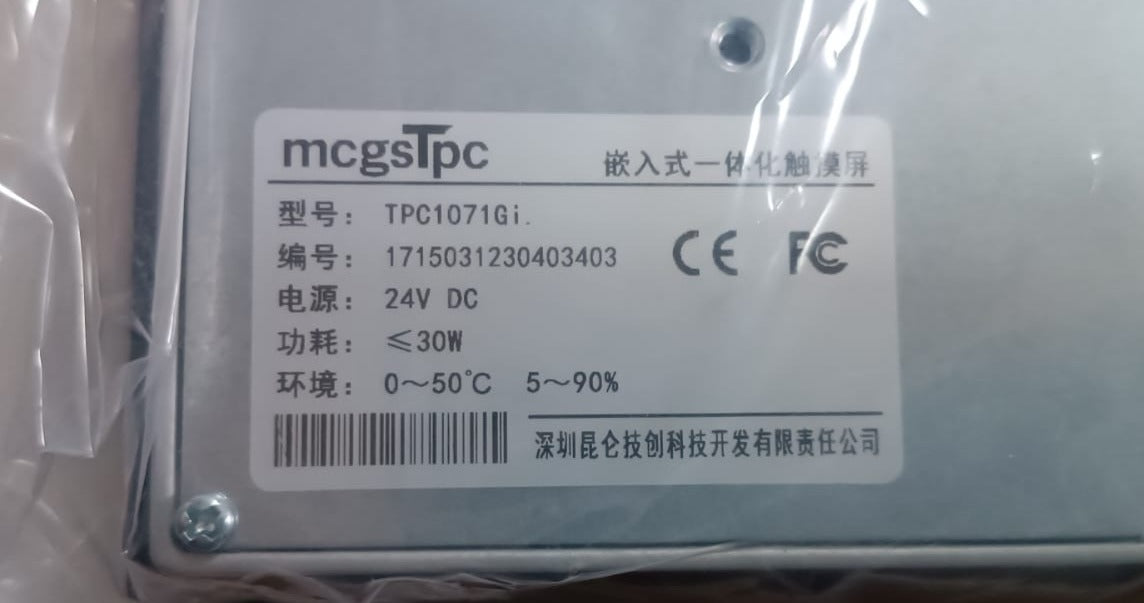 mcgsTpc 嵌入式一体化触摸屏
型号： TPC1071Gi.
编号： 1715031230403403
电源： 24V DC
功耗： ≤30W
环境： 0～50℃ 5～90%
CE FC
深圳昆仑技创科技开发有限责任公司